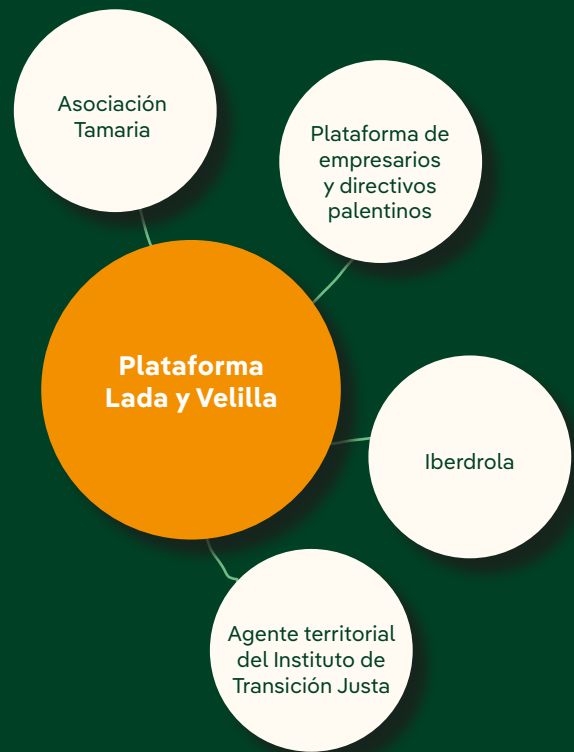 Asociación
Tamaria
Plataforma de
empresarios
y directivos
palentinos
Plataforma
Lada y Velilla
Iberdrola
Agente territorial
del Instituto de
Transición Justa